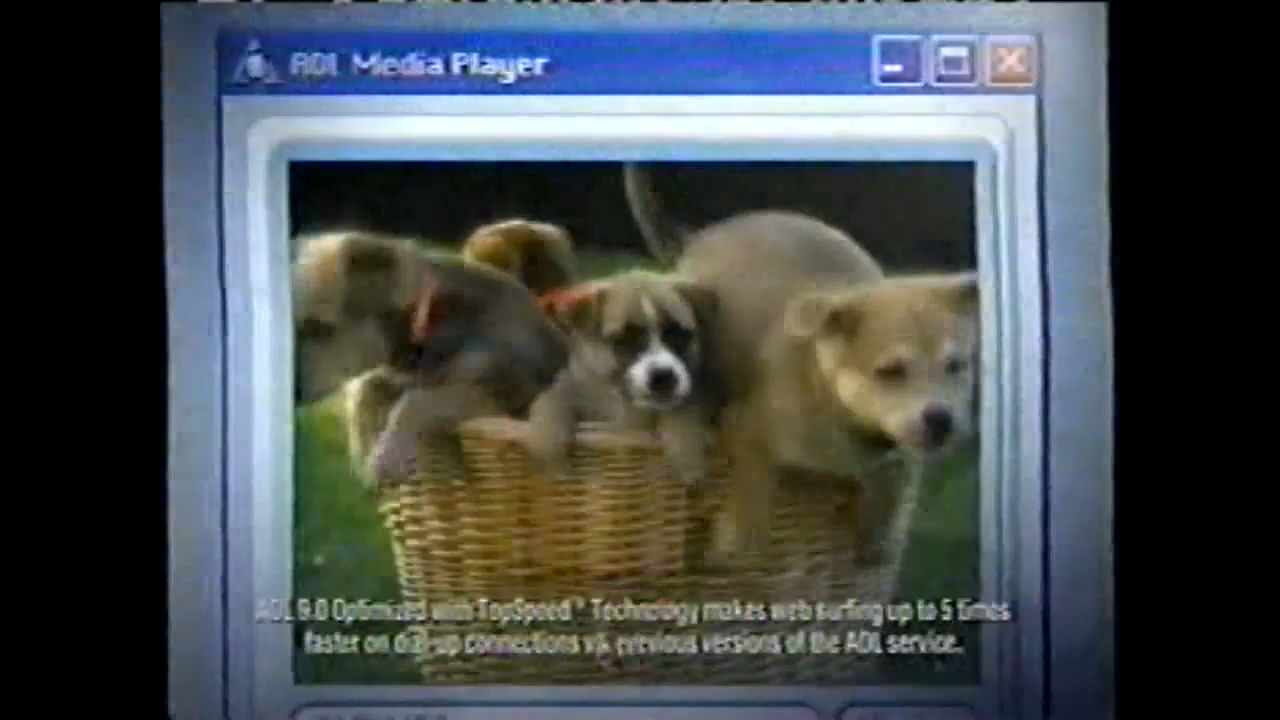 AOL Media Player
AOL 9.0 Optimized with TopSpeed™ Technology makes web surfing up to 5 times
faster on dial-up connections vs. previous versions of the AOL service.